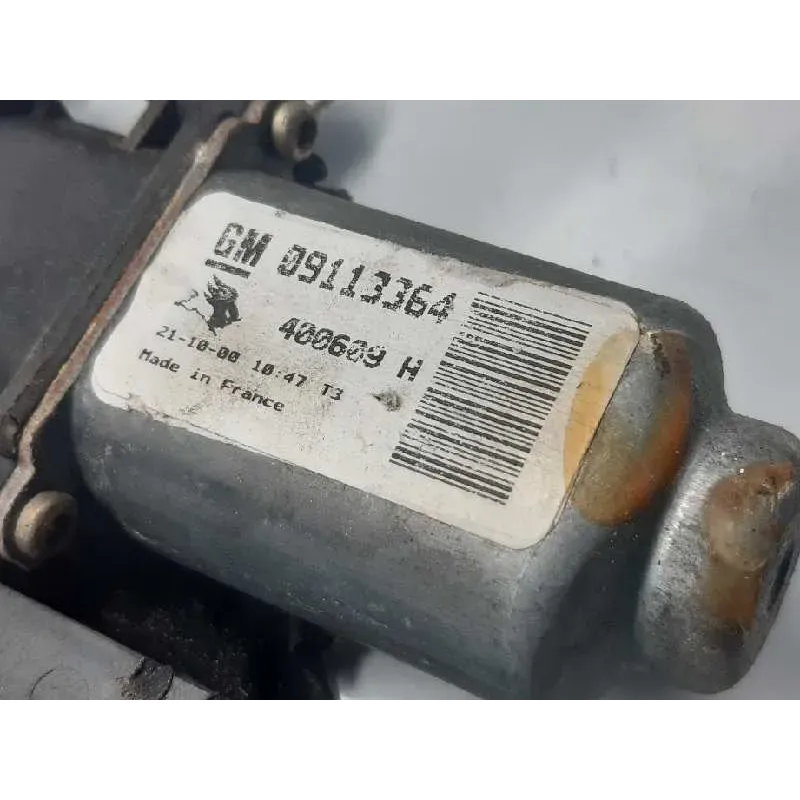 GM 09113364
400609 H
21-10-00 10:47 T3
Made in France